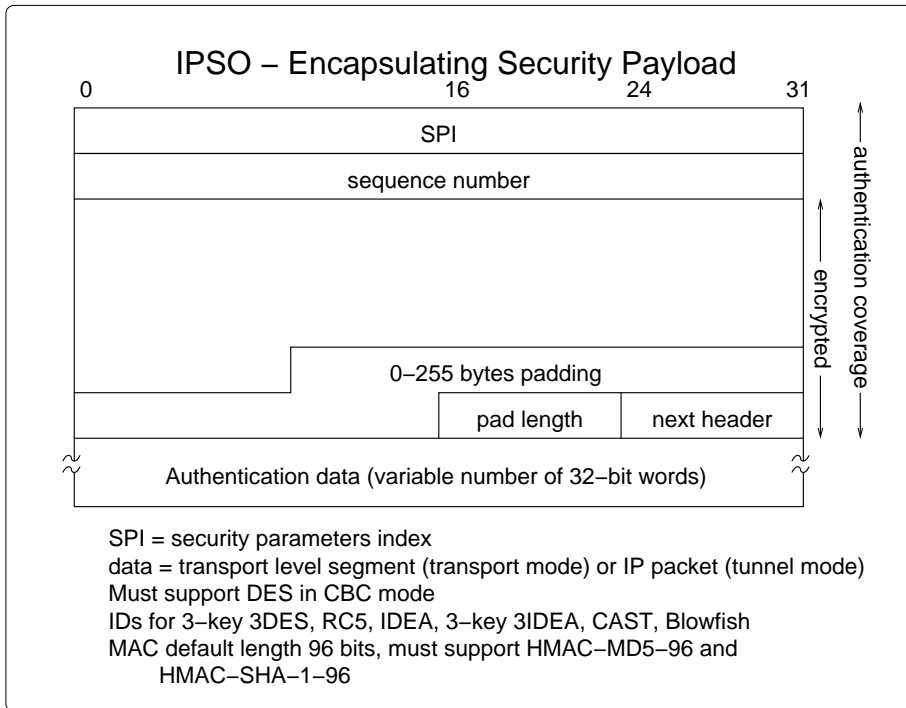 IPSO – Encapsulating Security Payload
0 16 24 31
SPI
sequence number
encrypted
authentication coverage
0–255 bytes padding
pad length next header
Authentication data (variable number of 32–bit words)
SPI = security parameters index
data = transport level segment (transport mode) or IP packet (tunnel mode)
Must support DES in CBC mode
IDs for 3–key 3DES, RC5, IDEA, 3–key 3IDEA, CAST, Blowfish
MAC default length 96 bits, must support HMAC–MD5–96 and
HMAC–SHA–1–96